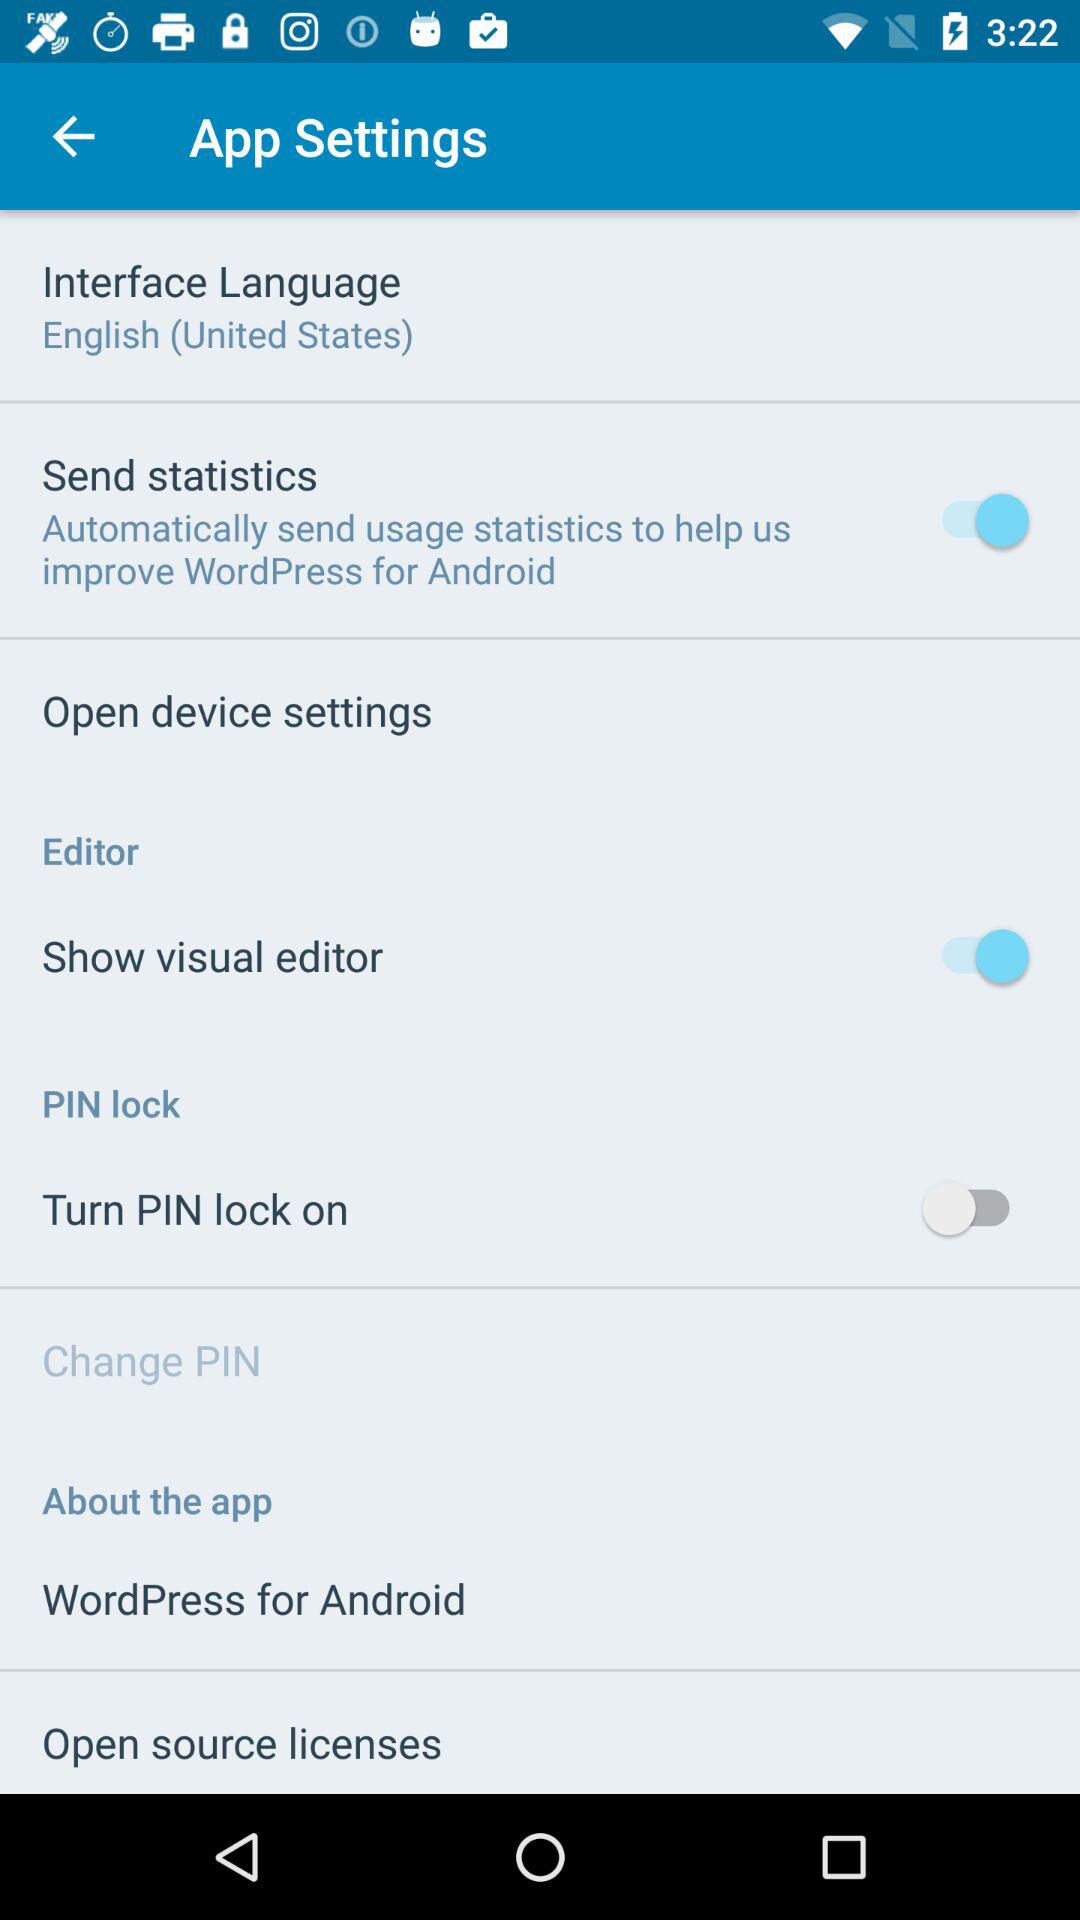 FAK
3:22
App Settings
Interface Language
English (United States)
Send statistics
Automatically send usage statistics to help us
improve WordPress for Android
Open device settings
Editor
Show visual editor
PIN lock
Turn PIN lock on
Change PIN
About the app
WordPress for Android
Open source licenses